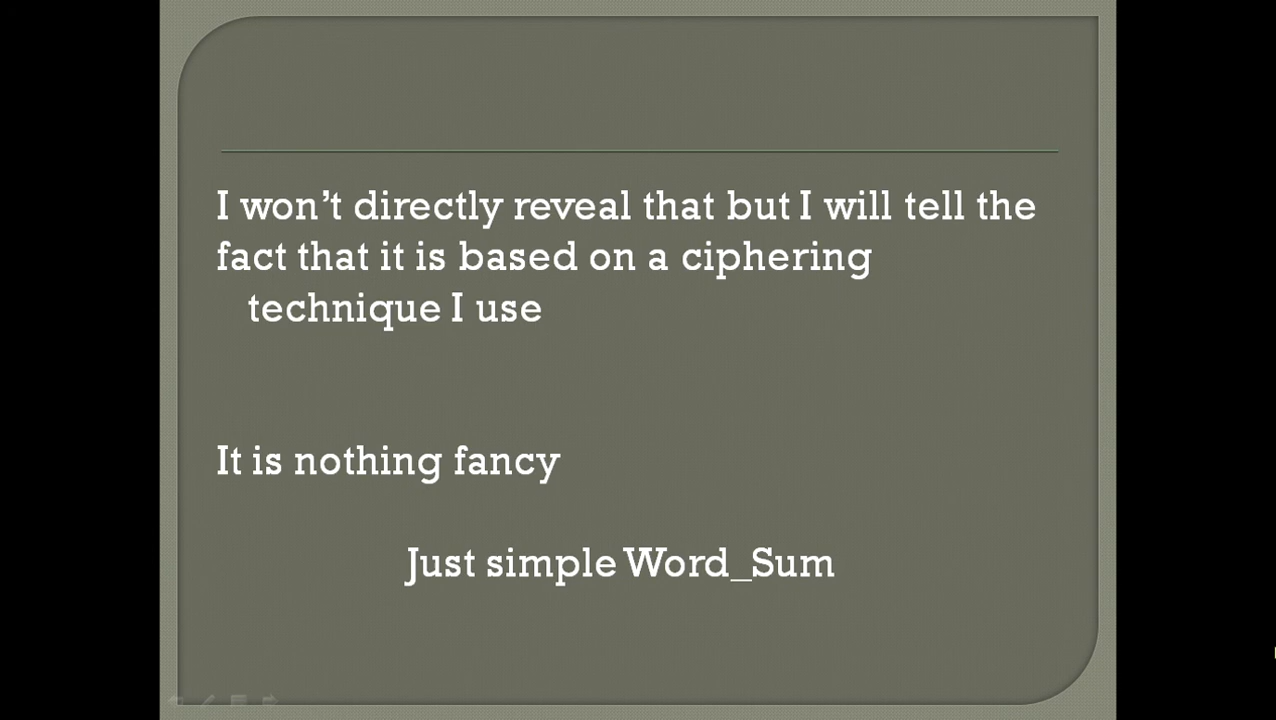 I won’t directly reveal that but I will tell the
fact that it is based on a ciphering
technique I use
It is nothing fancy
Just simple Word_Sum